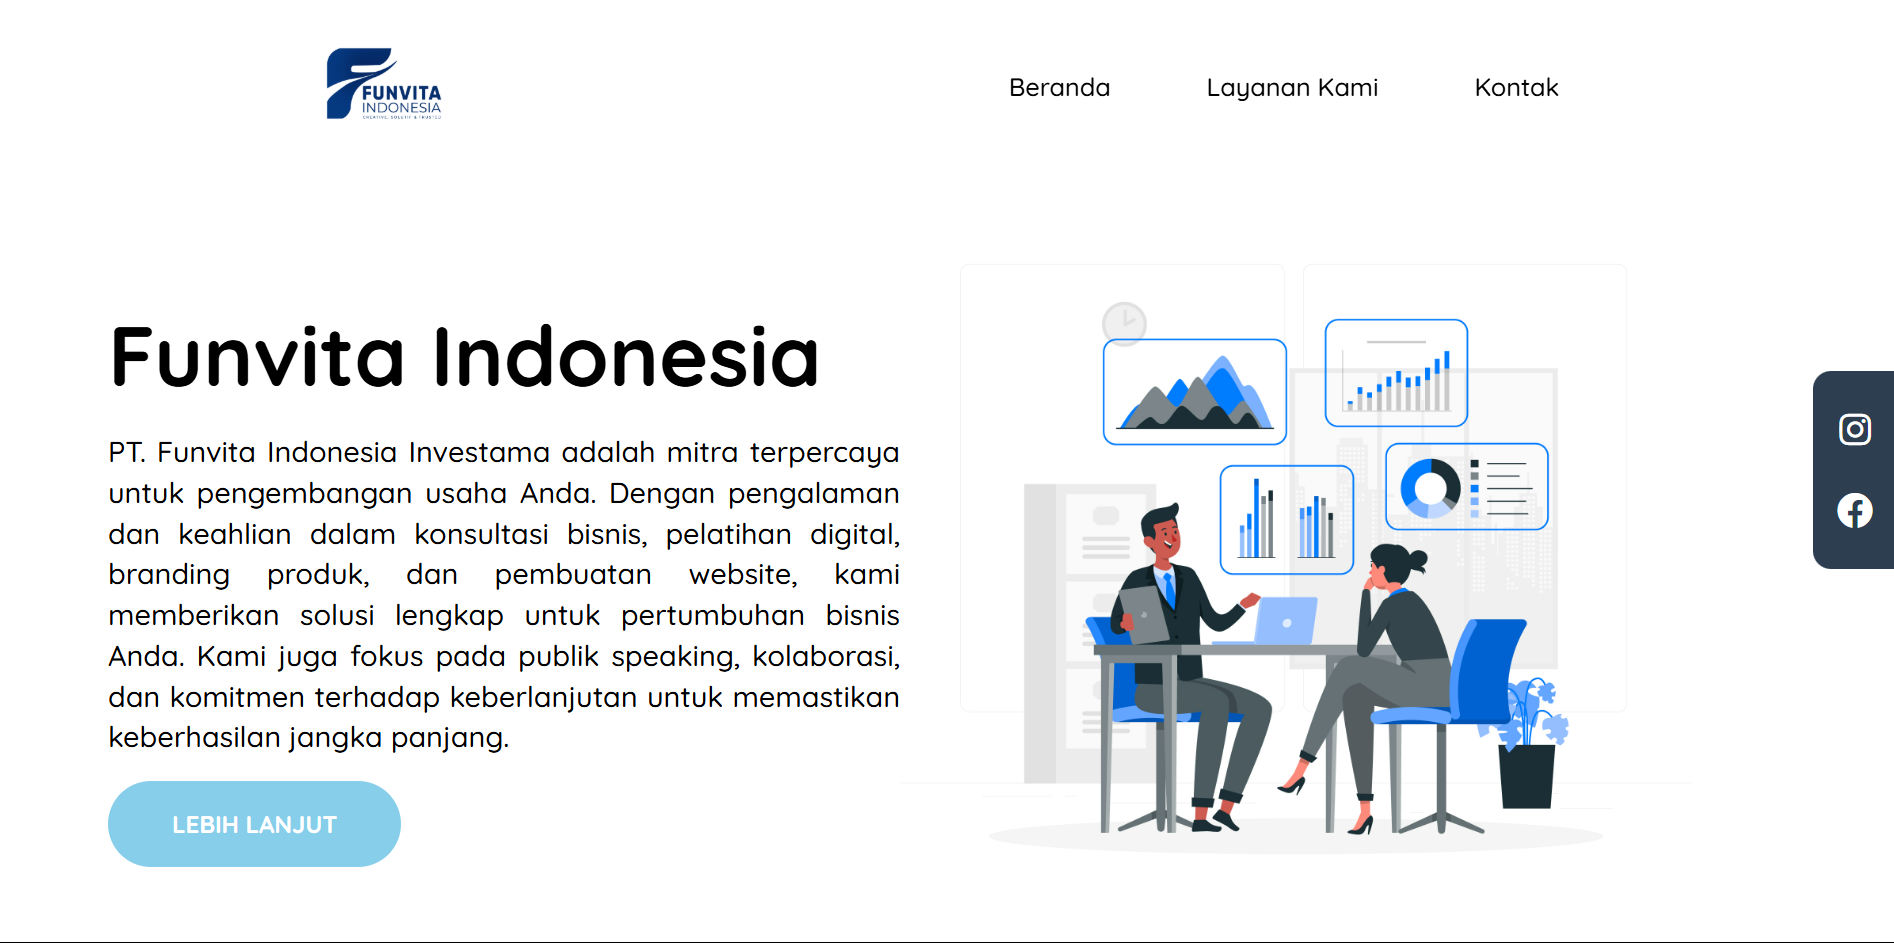 FUNVITA
INDONESIA
CREATIVE, SOLUTIF & TRUSTED
Beranda
Layanan Kami
Kontak
Funvita Indonesia
PT. Funvita Indonesia Investama adalah mitra terpercaya
untuk pengembangan usaha Anda. Dengan pengalaman
dan keahlian dalam konsultasi bisnis, pelatihan digital,
branding produk, dan pembuatan website, kami
memberikan solusi lengkap untuk pertumbuhan bisnis
Anda. Kami juga fokus pada publik speaking, kolaborasi,
dan komitmen terhadap keberlanjutan untuk memastikan
keberhasilan jangka panjang.
LEBIH LANJUT